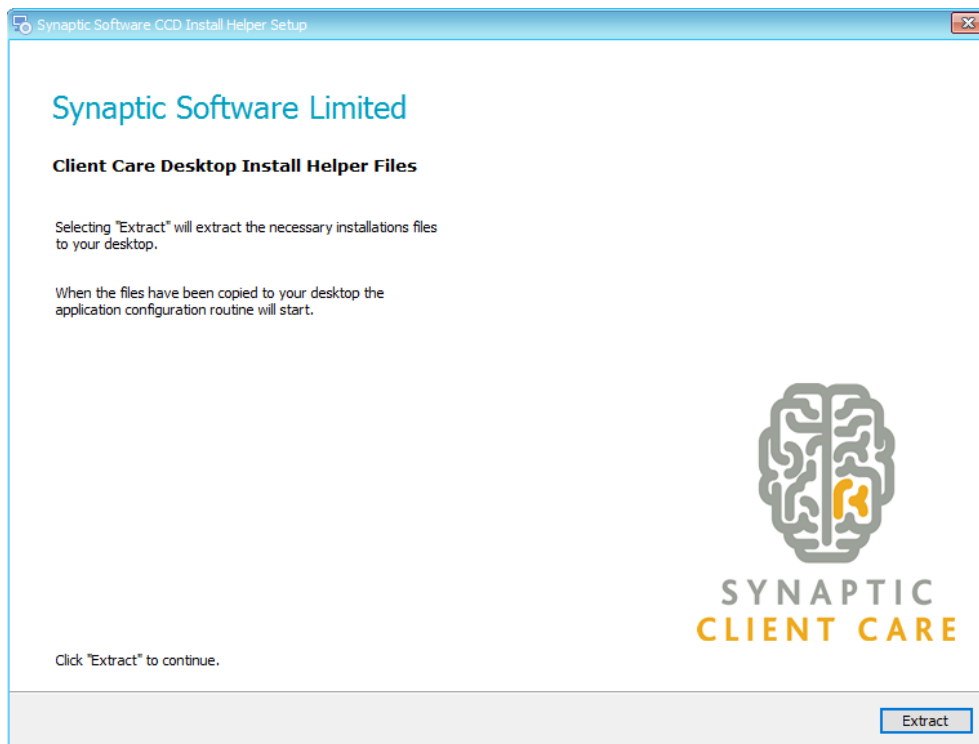 Synaptic Software CCD Install Helper Setup
Synaptic Software Limited
Client Care Desktop Install Helper Files
Selecting "Extract" will extract the necessary installations files
to your desktop.
When the files have been copied to your desktop the
application configuration routine will start.
SYNAPTIC
CLIENT CARE
Click "Extract" to continue.
Extract